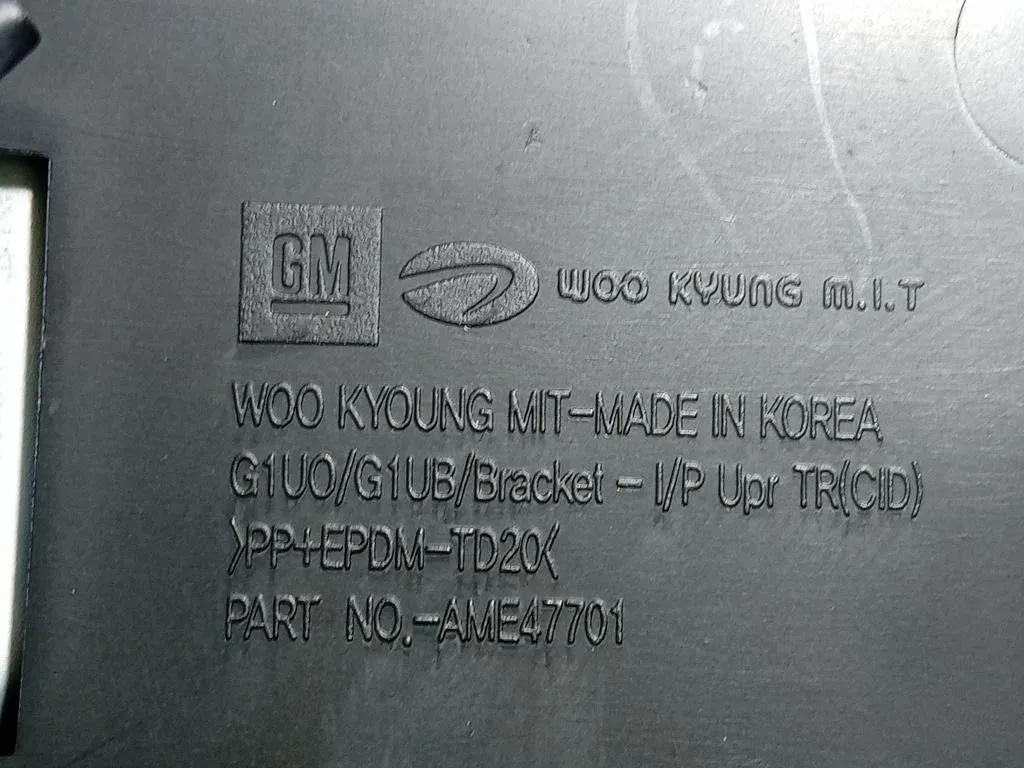 GM WOO KYUNG M.I.T
WOO KYOUNG MIT-MADE IN KOREA
G1UO/G1UB/Bracket - I/P Upr TR(CID)
>PP+EPDM-TD20<
PART NO.-AME47701